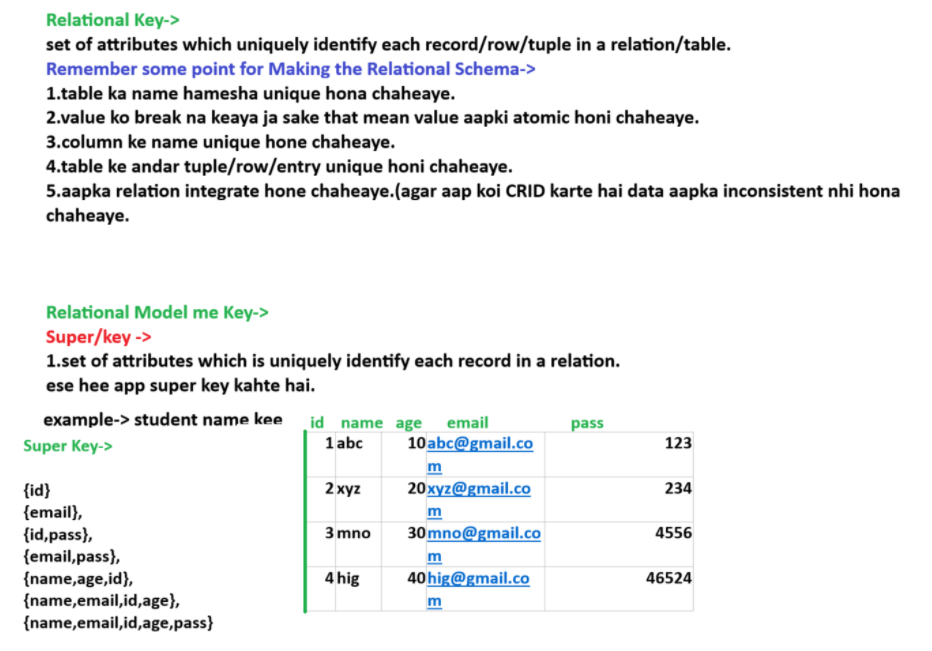 Relational Key->
set of attributes which uniquely identify each record/row/tuple in a relation/table.
Remember some point for Making the Relational Schema->
1.table ka name hamesha unique hona chaheaye.
2.value ko break na keaya ja sake that mean value aapki atomic honi chaheaye.
3.column ke name unique hone chaheaye.
4.table ke andar tuple/row/entry unique honi chaheaye.
5.aapka relation integrate hone chaheaye.(agar aap koi CRID karte hai data aapka inconsistent nhi hona
chaheaye.
Relational Model me Key->
Super/key ->
1.set of attributes which is uniquely identify each record in a relation.
ese hee app super key kahte hai.
example-> student name kee
Super Key->
{id}
{email},
{id,pass},
{email,pass},
{name,age,id},
{name,email,id,age},
{name,email,id,age,pass}
id name age email pass
1 abc 10 abc@gmail.co 123
m
2 xyz 20 xyz@gmail.co 234
m
3 mno 30 mno@gmail.co 4556
m
4 hig 40 hig@gmail.co 46524
m